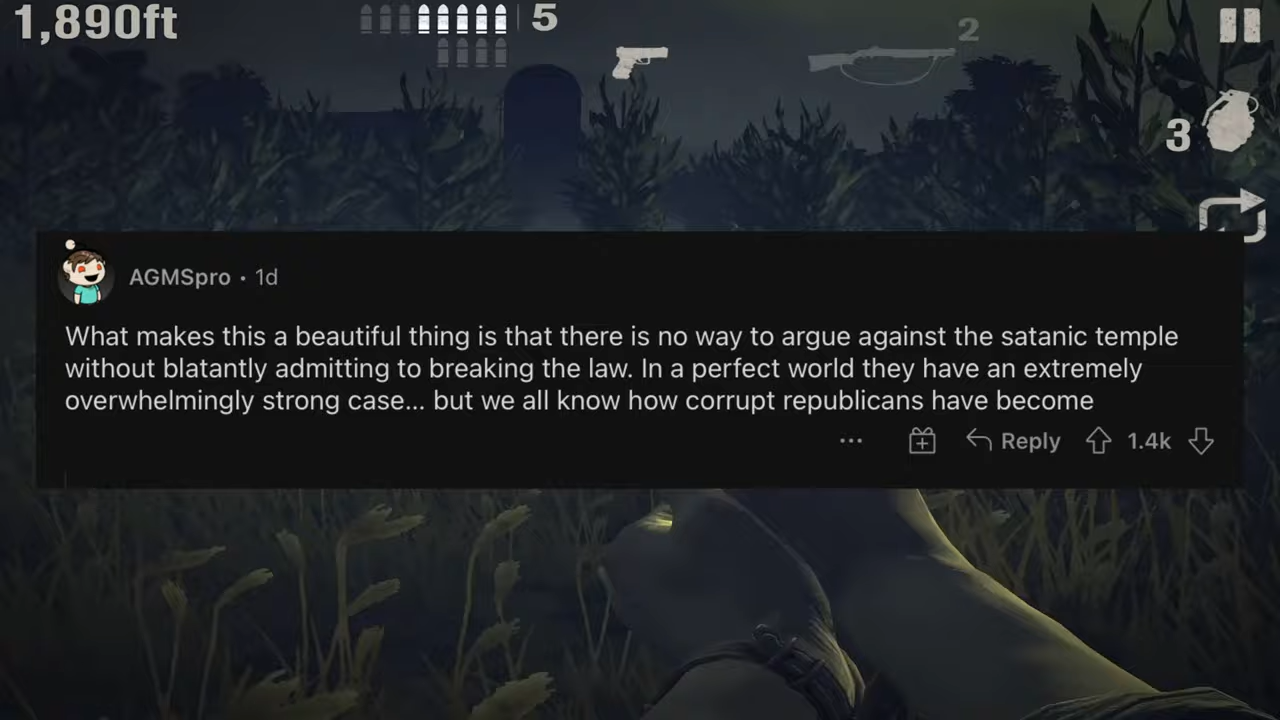 1,890ft
5
2
3
AGMSpro • 1d
What makes this a beautiful thing is that there is no way to argue against the satanic temple
without blatantly admitting to breaking the law. In a perfect world they have an extremely
overwhelmingly strong case... but we all know how corrupt republicans have become
Reply 1.4k